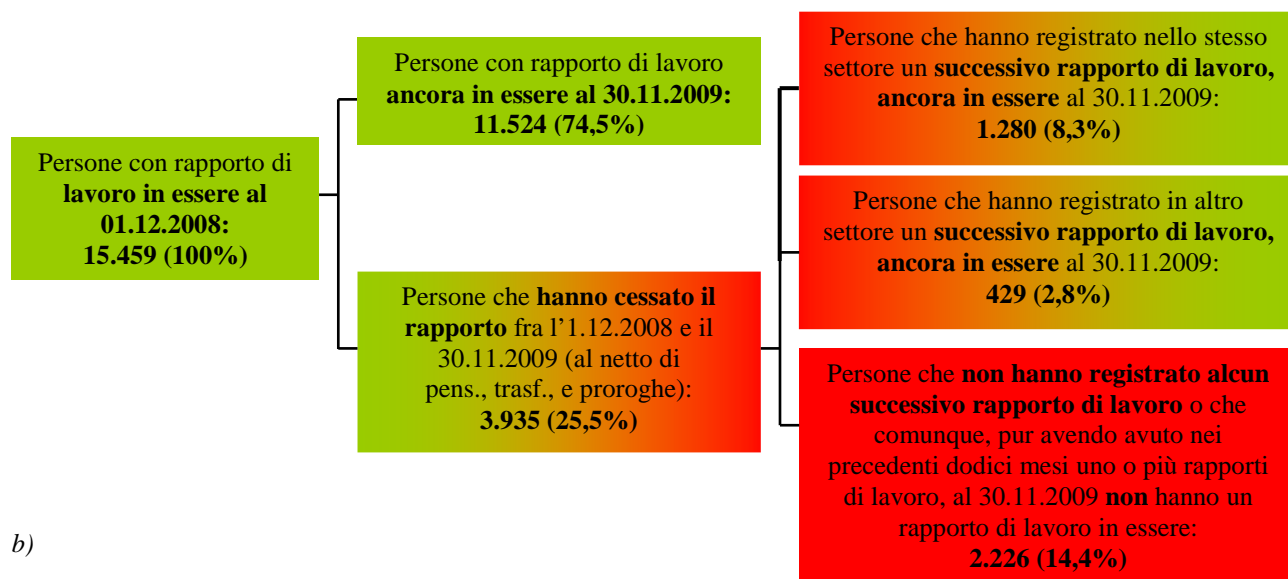 Persone con rapporto di
lavoro in essere al
01.12.2008:
15.459 (100%)
Persone con rapporto di lavoro
ancora in essere al 30.11.2009:
11.524 (74,5%)
Persone che hanno cessato il
rapporto fra l'1.12.2008 e il
30.11.2009 (al netto di
pens., trasf., e proroghe):
3.935 (25,5%)
Persone che hanno registrato nello stesso
settore un successivo rapporto di lavoro,
ancora in essere al 30.11.2009:
1.280 (8,3%)
Persone che hanno registrato in altro
settore un successivo rapporto di lavoro,
ancora in essere al 30.11.2009:
429 (2,8%)
Persone che non hanno registrato alcun
successivo rapporto di lavoro o che
comunque, pur avendo avuto nei
precedenti dodici mesi uno o più rapporti
di lavoro, al 30.11.2009 non hanno un
rapporto di lavoro in essere:
2.226 (14,4%)
b)